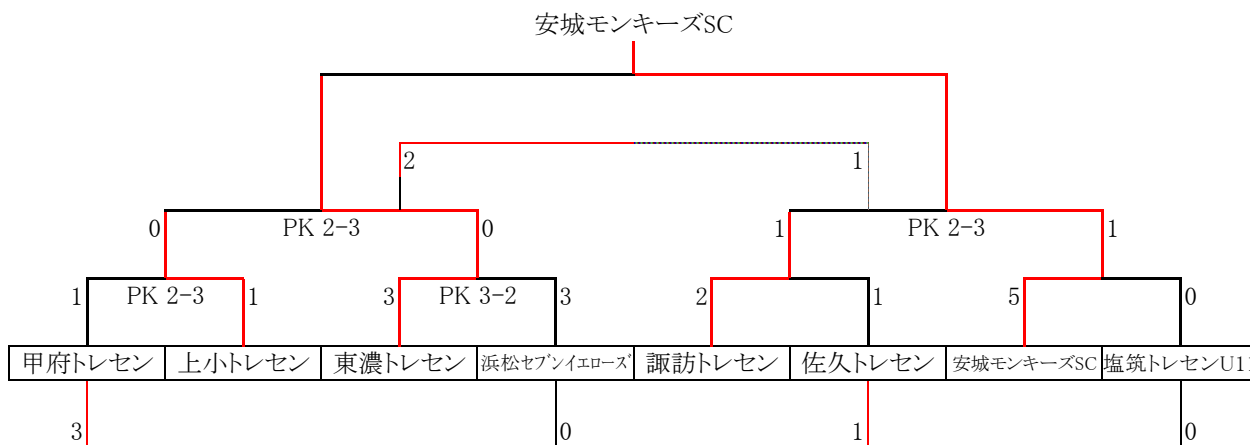 安城モンキーズSC
2 1
0 PK 2-3 0 1 PK 2-3 1
1 PK 2-3 1 3 PK 3-2 3 2 1 5 0
甲府トレセン 上小トレセン 東濃トレセン 浜松セブンイエローズ 諏訪トレセン 佐久トレセン 安城モンキーズSC 塩筑トレセンU11
3 0 1 0